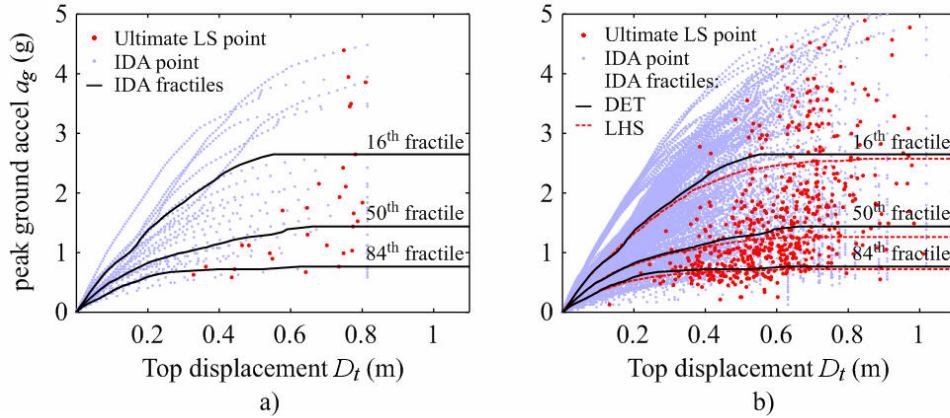 5
4
3
2
1
0
peak ground accel a_g (g)
Ultimate LS point
IDA point
IDA fractiles
16th fractile
50th fractile
84th fractile
0.2 0.4 0.6 0.8 1
Top displacement D_t (m)
a)
5
4
3
2
1
0
Ultimate LS point
IDA point
IDA fractiles:
DET
LHS
16th fractile
50th fractile
84th fractile
0.2 0.4 0.6 0.8 1
Top displacement D_t (m)
b)